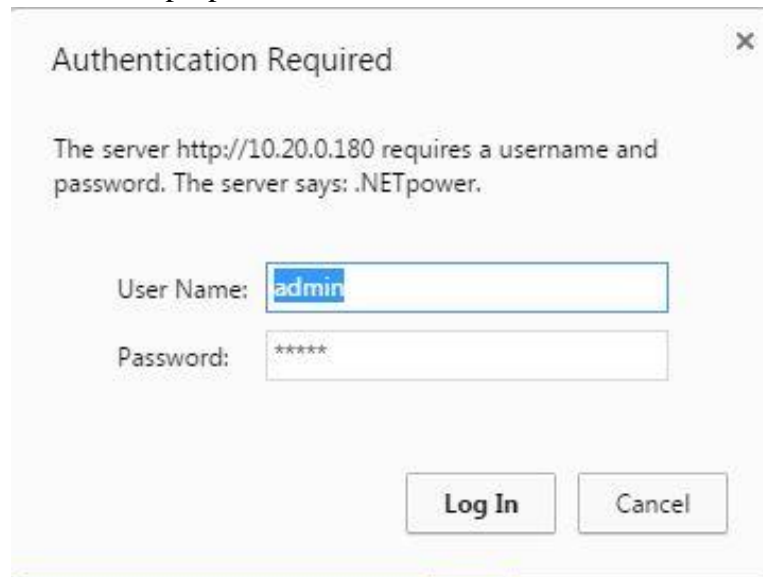 Authentication Required
The server http://10.20.0.180 requires a username and
password. The server says: .NETpower.
User Name: admin
Password: *****
Log In Cancel